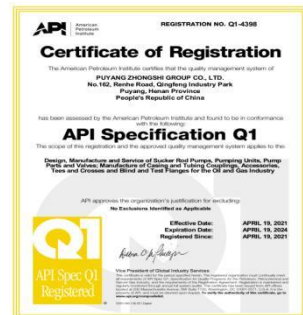 API
American
Petroleum
Institute
REGISTRATION NO. Q1-4398
Certificate of Registration
The American Petroleum Institute certifies that the quality management system of
PUYANG ZHONGSHI GROUP CO., LTD.
No.162, Renhe Road, Qingfeng Industry Park
Puyang, Henan Province
People's Republic of China
has been assessed by the American Petroleum Institute and found to be in conformance
with the following:
API Specification Q1
The scope of this registration and the approved quality management system applies to the:
Design, Manufacture and Service of Sucker Rod Pumps, Pumping Units, Pump
Parts and Valves; Manufacture of Casing and Tubing Couplings, Accessories,
Tees and Crosses and Blind and Test Flanges for the Oil and Gas Industry
API approves the organization's justification for excluding:
No Exclusions Identified as Applicable
Effective Date: APRIL 19, 2021
Expiration Date: APRIL 19, 2024
Registered Since: APRIL 19, 2021
Q1
API Spec Q1
Registered
Vice President of Global Industry Services